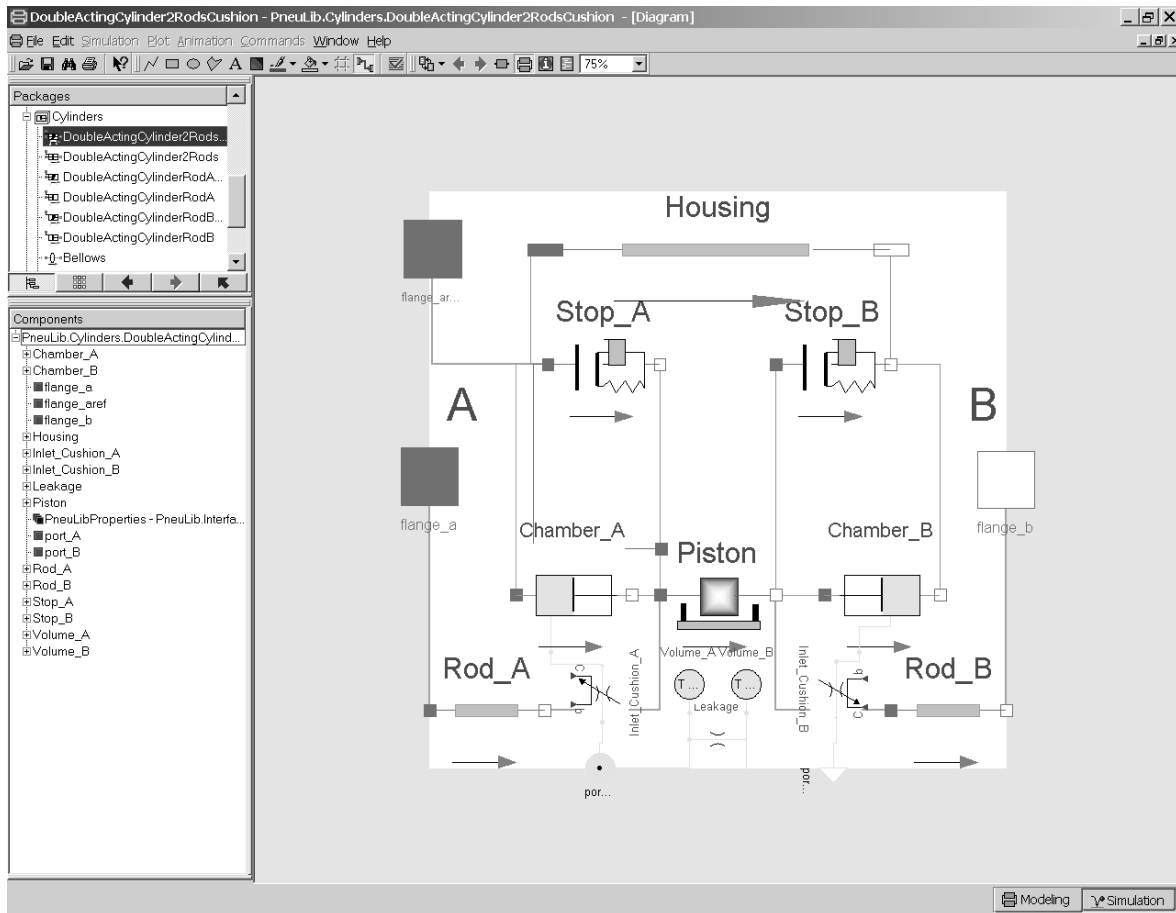 DoubleActingCylinder2RodsCushion - PneuLib.Cylinders.DoubleActingCylinder2RodsCushion - [Diagram]
File Edit Simulation Plot Animation Commands Window Help
A 75%
Packages
Cylinders
DoubleActingCylinder2Rods...
DoubleActingCylinder2Rods
DoubleActingCylinderRodA...
DoubleActingCylinderRodA
DoubleActingCylinderRodB...
DoubleActingCylinderRodB
Bellows
Components
PneuLib.Cylinders.DoubleActingCylind...
Chamber_A
Chamber_B
flange_a
flange_aref
flange_b
Housing
Inlet_Cushion_A
Inlet_Cushion_B
Leakage
Piston
PneuLibProperties - PneuLib.Interfa...
port_A
port_B
Rod_A
Rod_B
Stop_A
Stop_B
Volume_A
Volume_B
Housing
flange_ar...
Stop_A
Stop_B
A
B
flange_a
flange_b
Chamber_A
Chamber_B
Piston
Rod_A
Rod_B
Volume_A
Volume_B
Inlet_Cushion_A
Inlet_Cushion_B
C
b
b
C
T ...
T ...
Leakage
por...
por...
Modeling
Simulation